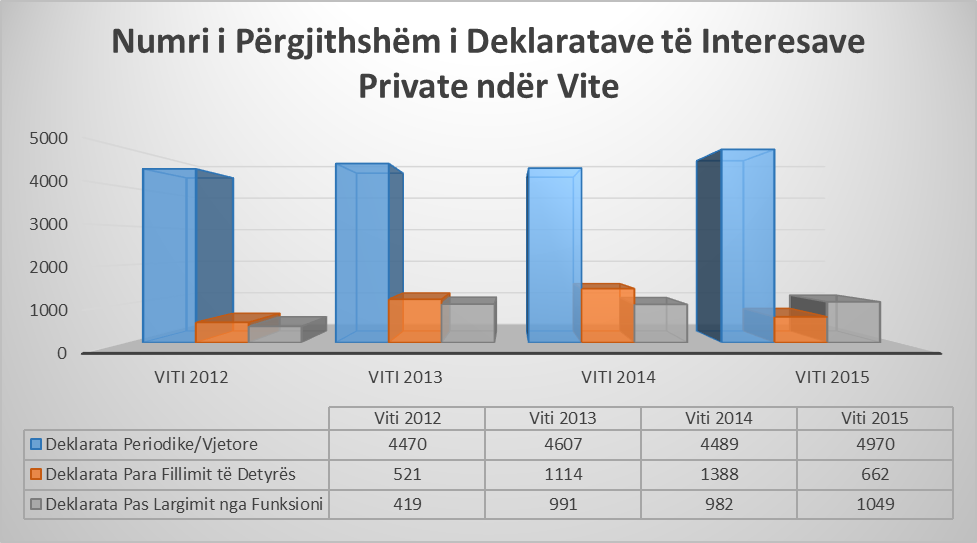 Numri i Përgjithshëm i Deklaratave të Interesave
Private ndër Vite
5000
4000
3000
2000
1000
0
VITI 2012 VITI 2013 VITI 2014 VITI 2015
Viti 2012 Viti 2013 Viti 2014 Viti 2015
Deklarata Periodike/Vjetore 4470 4607 4489 4970
Deklarata Para Fillimit të Detyrës 521 1114 1388 662
Deklarata Pas Largimit nga Funksioni 419 991 982 1049